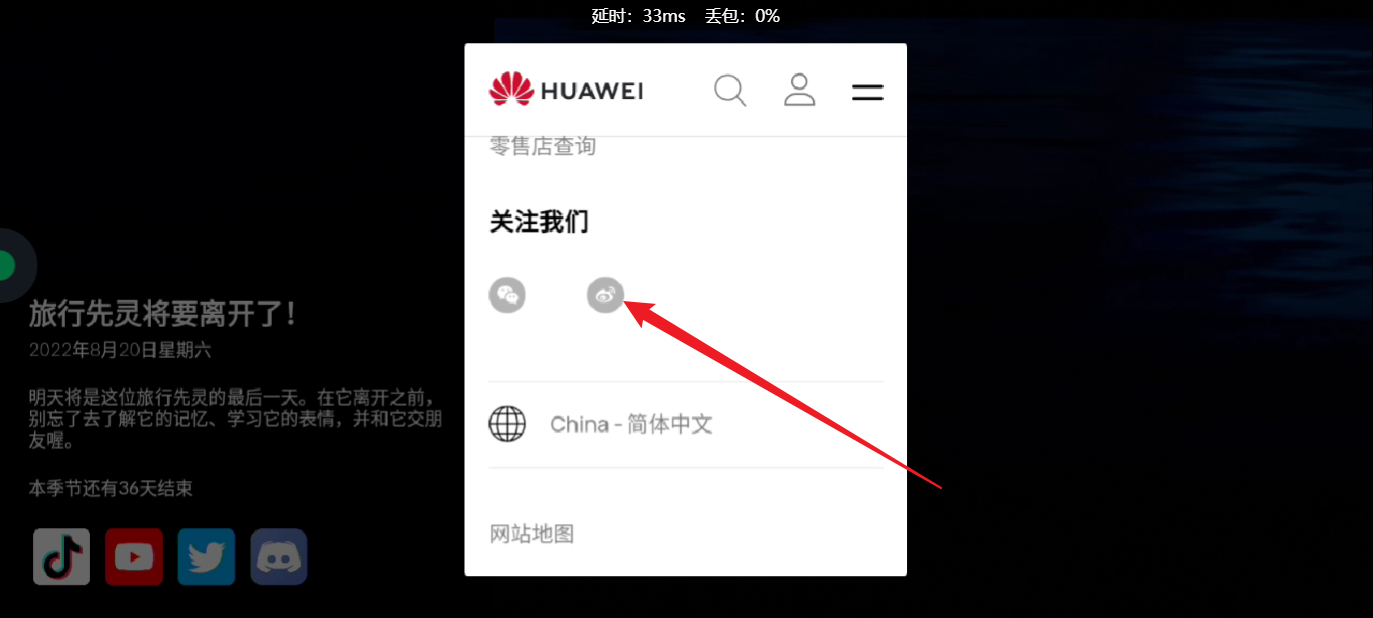 延时：33ms 丢包：0%
HUAWEI
零售店查询
关注我们
China - 简体中文
网站地图
旅行先灵将要离开了！
2022年8月20日星期六
明天将是这位旅行先灵的最后一天。在它离开之前，
别忘了去了解它的记忆、学习它的表情，并和它交朋
友喔。
本季节还有36天结束